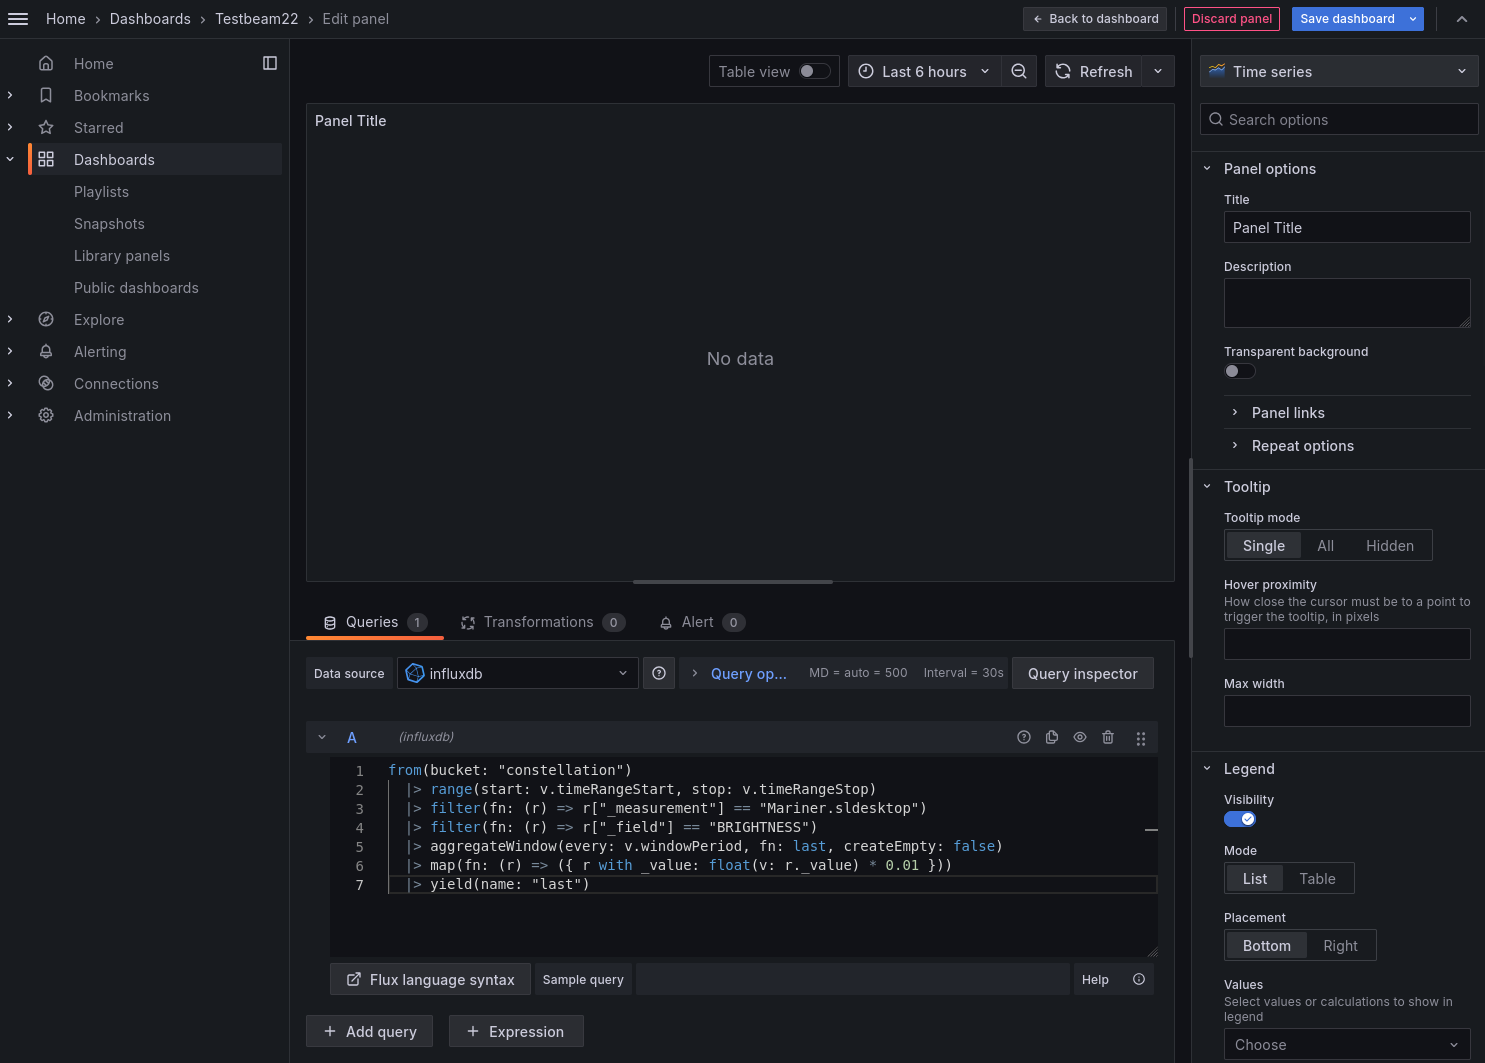 Home › Dashboards › Testbeam22 › Edit panel
Back to dashboard
Discard panel
Save dashboard
Home
Bookmarks
Starred
Dashboards
Playlists
Snapshots
Library panels
Public dashboards
Explore
Alerting
Connections
Administration
Table view
Last 6 hours
Refresh
Panel Title
No data
Queries 1
Transformations 0
Alert 0
Data source
influxdb
Query op...
MD = auto = 500
Interval = 30s
Query inspector
A
(influxdb)
1 from(bucket: "constellation")
2 |> range(start: v.timeRangeStart, stop: v.timeRangeStop)
3 |> filter(fn: (r) => r["_measurement"] == "Mariner.sldesktop")
4 |> filter(fn: (r) => r["_field"] == "BRIGHTNESS")
5 |> aggregateWindow(every: v.windowPeriod, fn: last, createEmpty: false)
6 |> map(fn: (r) => ({ r with _value: float(v: r._value) * 0.01 }))
7 |> yield(name: "last")
Flux language syntax
Sample query
Help
+ Add query
+ Expression
Time series
Search options
Panel options
Title
Panel Title
Description
Transparent background
Panel links
Repeat options
Tooltip
Tooltip mode
Single All Hidden
Hover proximity
How close the cursor must be to a point to
trigger the tooltip, in pixels
Max width
Legend
Visibility
Mode
List Table
Placement
Bottom Right
Values
Select values or calculations to show in
legend
Choose